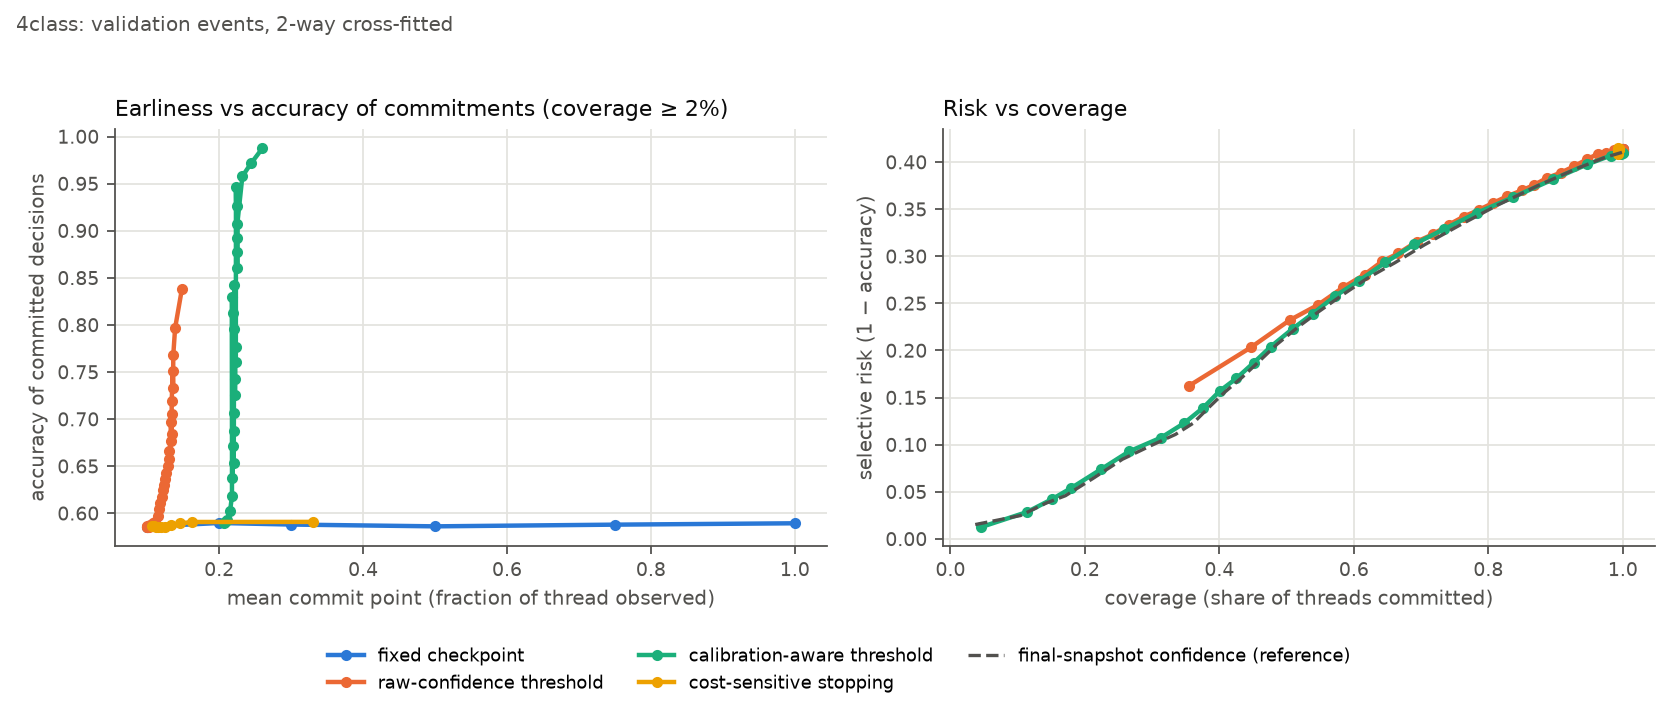 4class: validation events, 2-way cross-fitted
Earliness vs accuracy of commitments (coverage ≥ 2%)
accuracy of committed decisions
1.00
0.95
0.90
0.85
0.80
0.75
0.70
0.65
0.60
0.2 0.4 0.6 0.8 1.0
mean commit point (fraction of thread observed)
Risk vs coverage
selective risk (1 − accuracy)
0.40
0.35
0.30
0.25
0.20
0.15
0.10
0.05
0.00
0.0 0.2 0.4 0.6 0.8 1.0
coverage (share of threads committed)
fixed checkpoint
raw-confidence threshold
calibration-aware threshold
cost-sensitive stopping
final-snapshot confidence (reference)